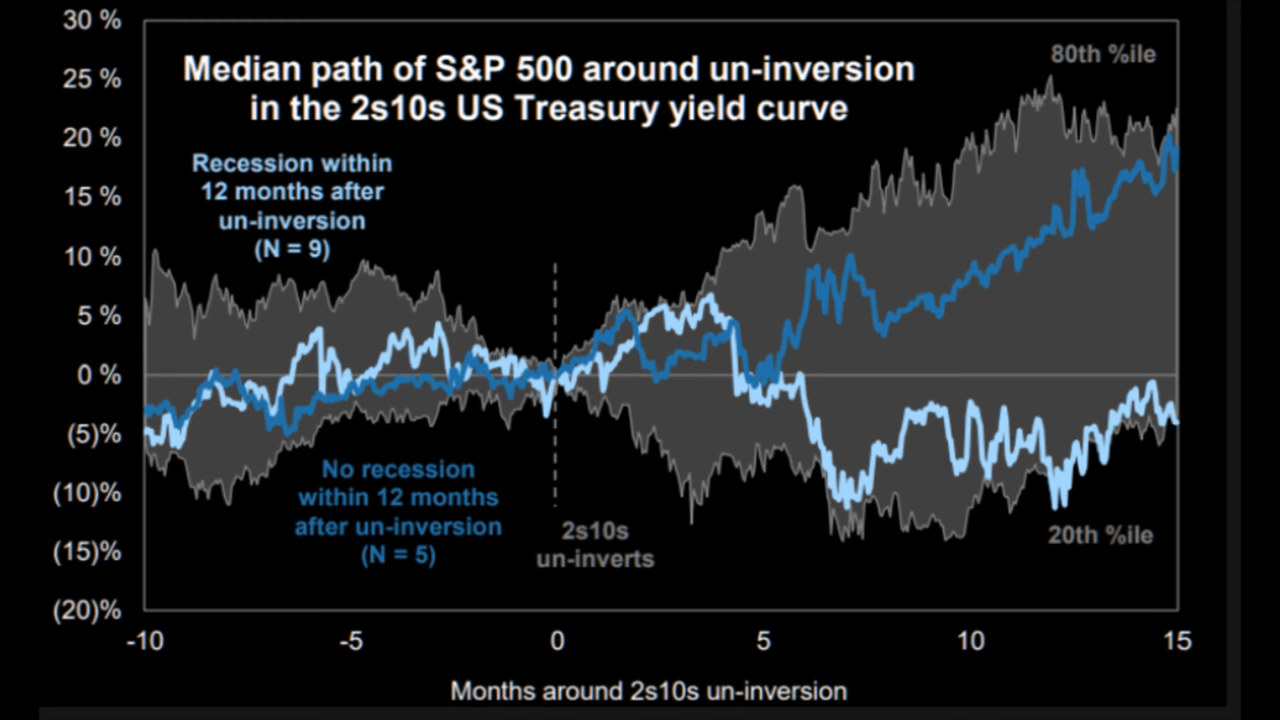 30 %
25 %
20 %
15 %
10 %
5 %
0 %
(5)%
(10)%
(15)%
(20)%
Median path of S&P 500 around un-inversion
in the 2s10s US Treasury yield curve
80th %ile
Recession within
12 months after
un-inversion
(N = 9)
No recession
within 12 months
after un-inversion
(N = 5)
2s10s
un-inverts
20th %ile
-10
-5
0
5
10
15
Months around 2s10s un-inversion